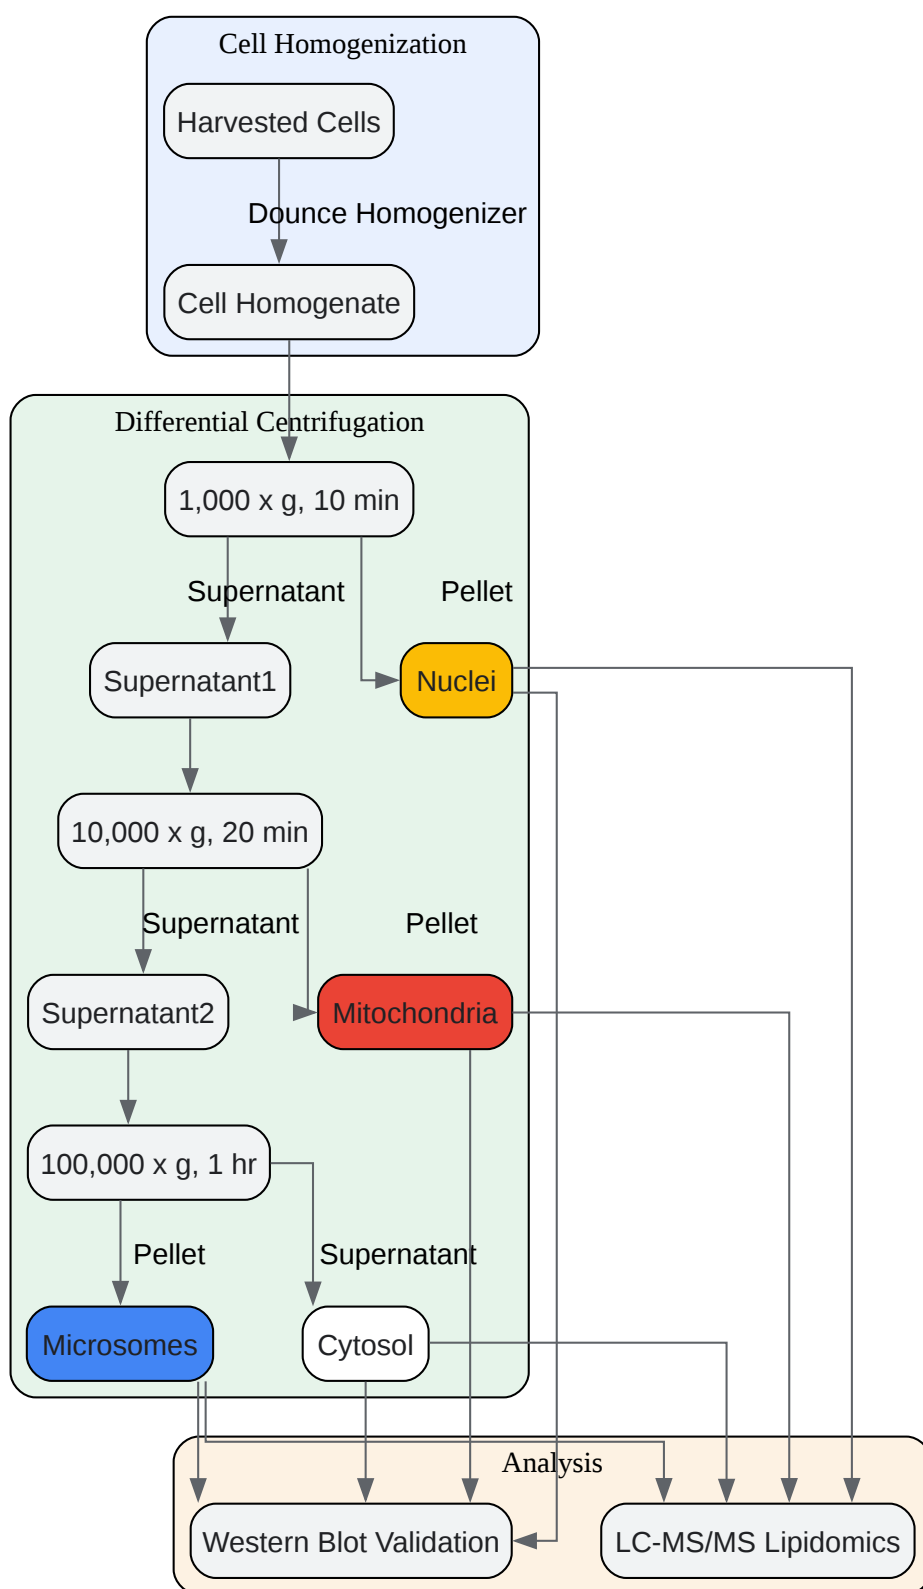 Cell Homogenization
Harvested Cells
Dounce Homogenizer
Cell Homogenate
Differential Centrifugation
1,000 x g, 10 min
Supernatant
Pellet
Supernatant1
Nuclei
10,000 x g, 20 min
Supernatant
Pellet
Supernatant2
Mitochondria
100,000 x g, 1 hr
Pellet
Supernatant
Microsomes
Cytosol
Analysis
Western Blot Validation
LC-MS/MS Lipidomics